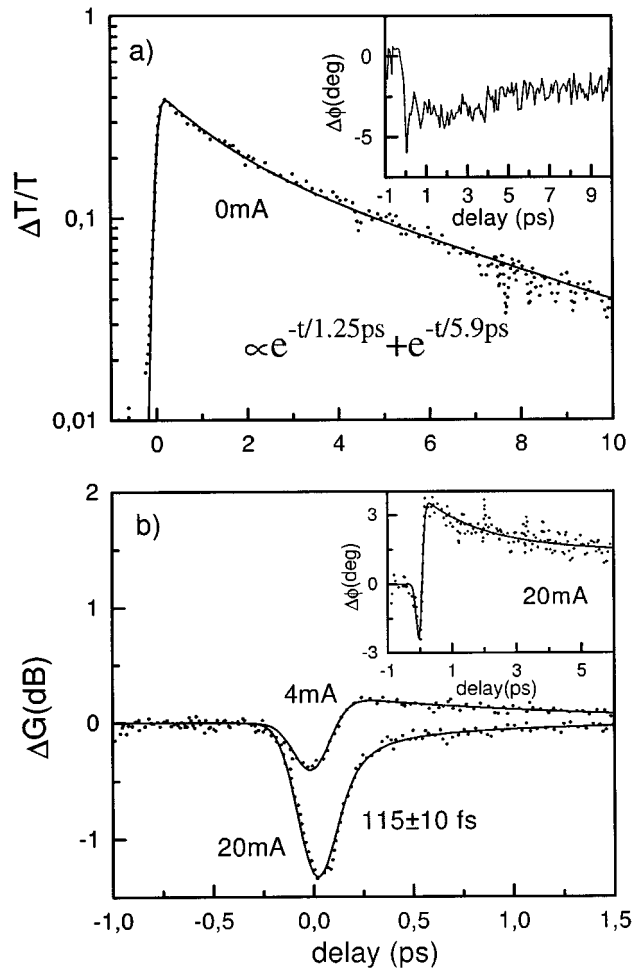 1
a)
0
-5
Δϕ(deg)
-1 1 3 5 7 9
delay (ps)
0,1
ΔT/T
0mA
∝e^-t/1.25ps+e^-t/5.9ps
0,01
0 2 4 6 8 10
2
b)
3
0
-3
Δϕ(deg)
20mA
-1 1 3 5
delay(ps)
1
0
-1
ΔG(dB)
4mA
20mA
115±10 fs
-1,0 -0,5 0,0 0,5 1,0 1,5
delay (ps)